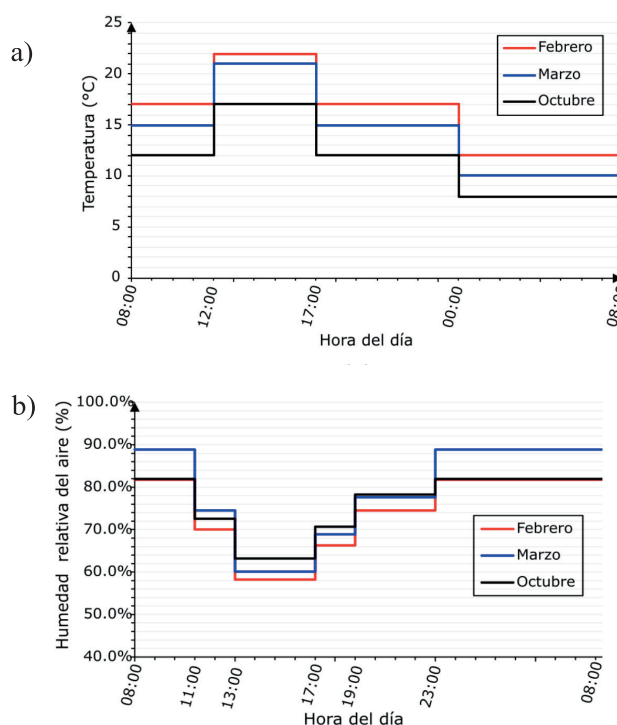 a)
Temperatura (°C)
25
20
15
10
5
0
Febrero
Marzo
Octubre
08:00
12:00
17:00
00:00
08:00
Hora del día
b)
Humedad relativa del aire (%)
100.0%
90.0%
80.0%
70.0%
60.0%
50.0%
40.0%
Febrero
Marzo
Octubre
08:00
11:00
13:00
17:00
19:00
23:00
08:00
Hora del día